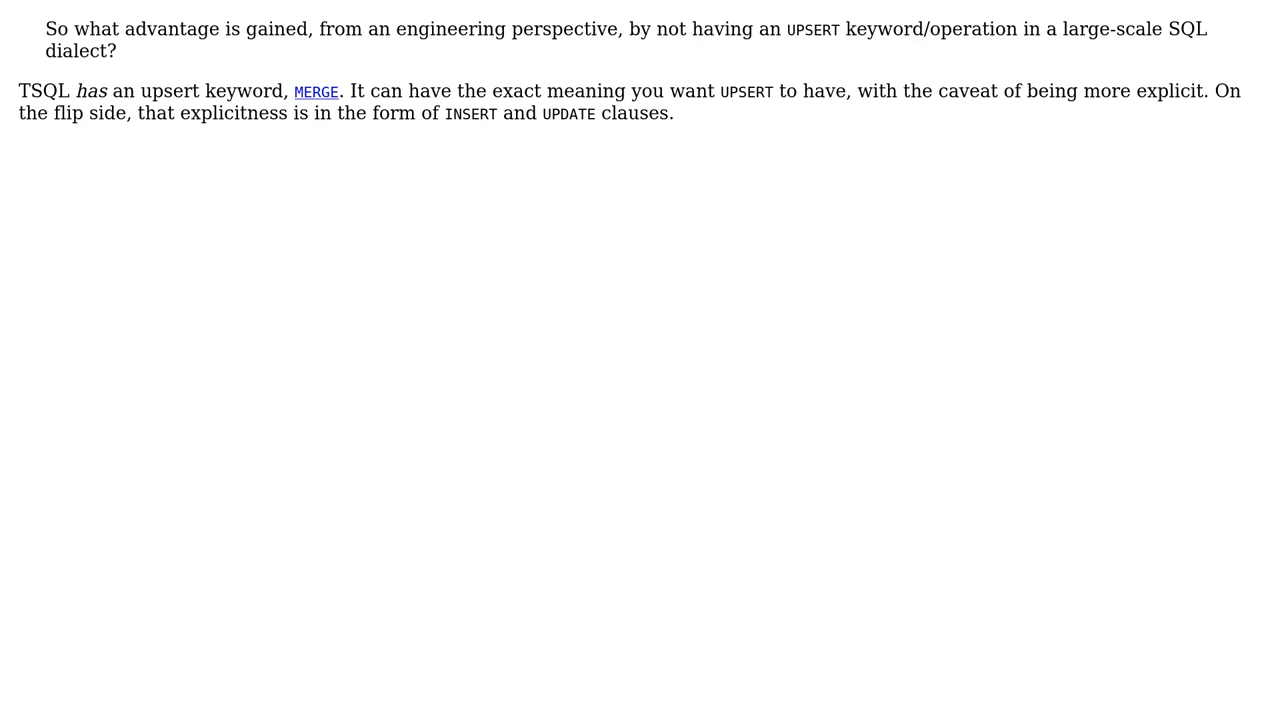 So what advantage is gained, from an engineering perspective, by not having an UPSERT keyword/operation in a large-scale SQL
dialect?
TSQL has an upsert keyword, MERGE. It can have the exact meaning you want UPSERT to have, with the caveat of being more explicit. On
the flip side, that explicitness is in the form of INSERT and UPDATE clauses.